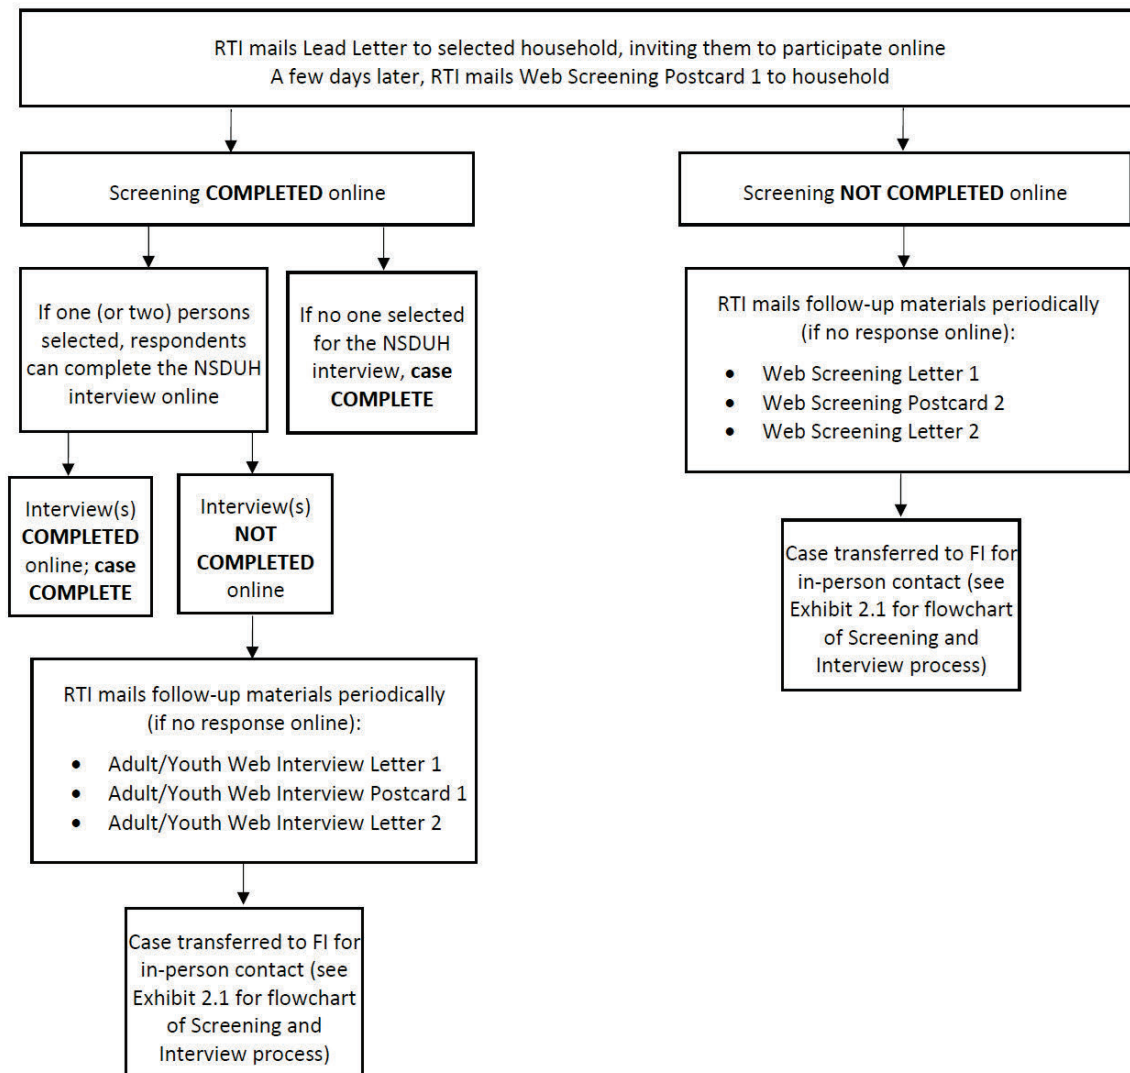 RTI mails Lead Letter to selected household, inviting them to participate online
A few days later, RTI mails Web Screening Postcard 1 to household
Screening COMPLETED online
Screening NOT COMPLETED online
If one (or two) persons
selected, respondents
can complete the NSDUH
interview online
If no one selected
for the NSDUH
interview, case
COMPLETE
RTI mails follow-up materials periodically
(if no response online):
• Web Screening Letter 1
• Web Screening Postcard 2
• Web Screening Letter 2
Interview(s)
COMPLETED
online; case
COMPLETE
Interview(s)
NOT
COMPLETED
online
Case transferred to FI for
in-person contact (see
Exhibit 2.1 for flowchart
of Screening and
Interview process)
RTI mails follow-up materials periodically
(if no response online):
• Adult/Youth Web Interview Letter 1
• Adult/Youth Web Interview Postcard 1
• Adult/Youth Web Interview Letter 2
Case transferred to FI for
in-person contact (see
Exhibit 2.1 for flowchart
of Screening and
Interview process)